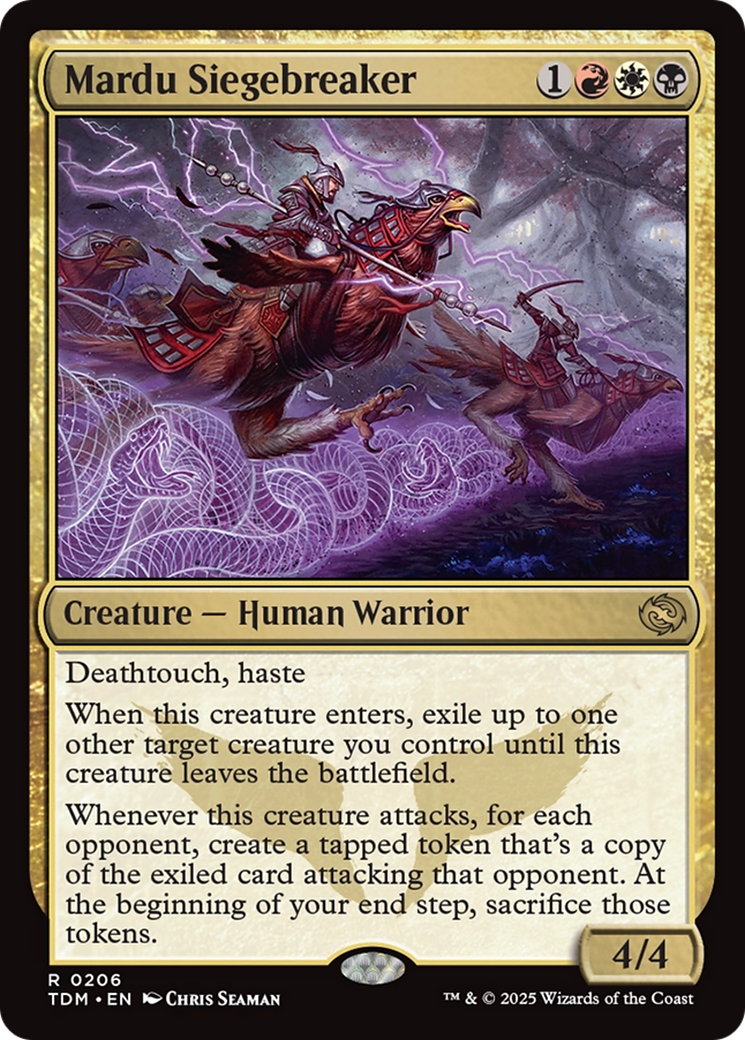 Mardu Siegebreaker 1
Creature — Human Warrior
Deathtouch, haste
When this creature enters, exile up to one
other target creature you control until this
creature leaves the battlefield.
Whenever this creature attacks, for each
opponent, create a tapped token that's a copy
of the exiled card attacking that opponent. At
the beginning of your end step, sacrifice those
tokens.
4/4
R 0206
TDM • EN Chris Seaman
™ & © 2025 Wizards of the Coast